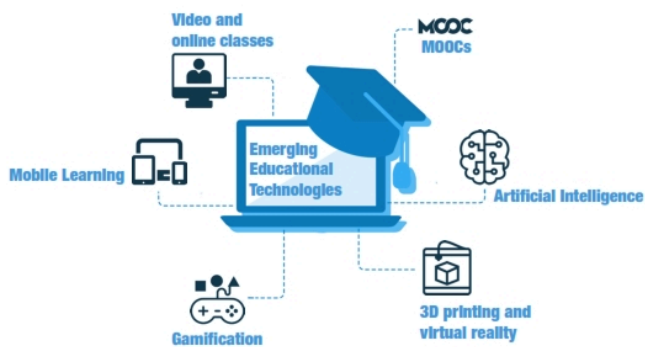 Video and
online classes
MOOC
MOOCs
Emerging
Educational
Technologies
Mobile Learning
Artificial Intelligence
Gamification
3D printing and
virtual reality